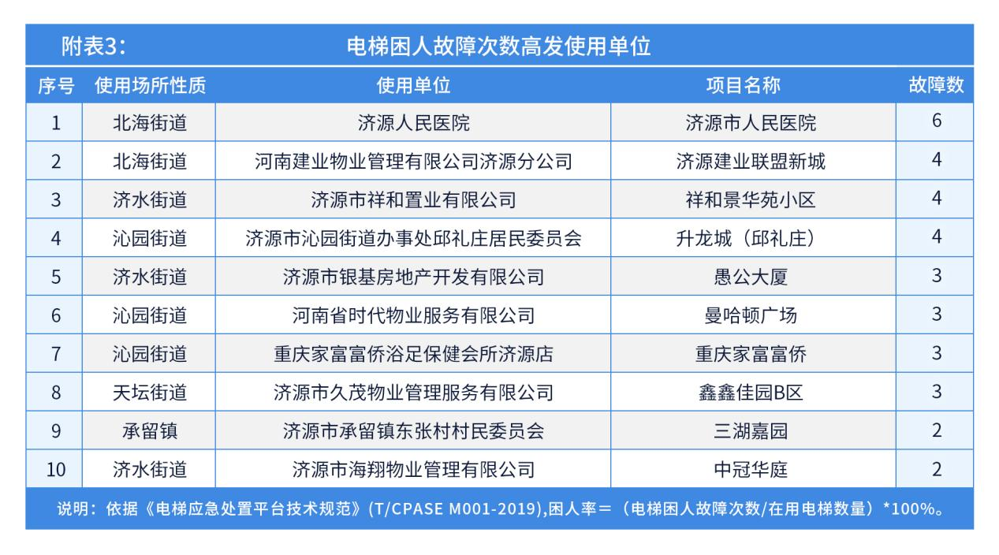 附表3： 电梯困人故障次数高发使用单位
序号 使用场所性质 使用单位 项目名称 故障数
1 北海街道 济源人民医院 济源市人民医院 6
2 北海街道 河南建业物业管理有限公司济源分公司 济源建业联盟新城 4
3 济水街道 济源市祥和置业有限公司 祥和景华苑小区 4
4 沁园街道 济源市沁园街道办事处邱礼庄居民委员会 升龙城（邱礼庄） 4
5 济水街道 济源市银基房地产开发有限公司 愚公大厦 3
6 沁园街道 河南省时代物业服务有限公司 曼哈顿广场 3
7 沁园街道 重庆家富富侨浴足保健会所济源店 重庆家富富侨 3
8 天坛街道 济源市久茂物业管理服务有限公司 鑫鑫佳园B区 3
9 承留镇 济源市承留镇东张村村民委员会 三湖嘉园 2
10 济水街道 济源市海翔物业管理有限公司 中冠华庭 2
说明：依据《电梯应急处置平台技术规范》(T/CPASE M001-2019),困人率＝（电梯困人故障次数/在用电梯数量）*100%。